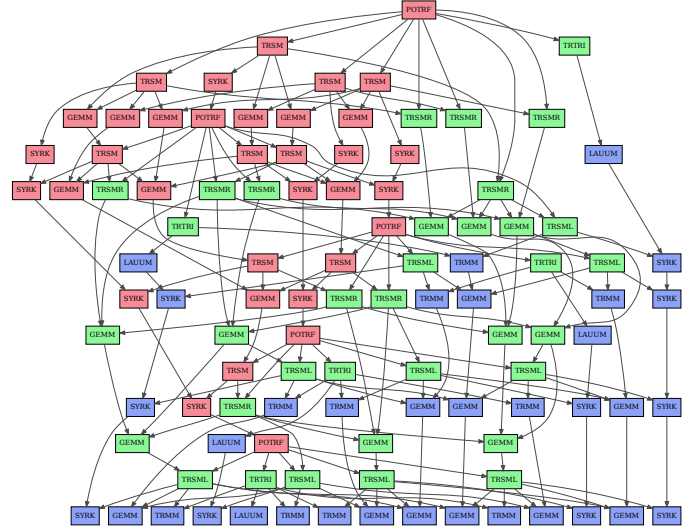 POTRF
TRSM TRTRI
TRSM SYRK TRSM TRSM
GEMM GEMM GEMM POTRF GEMM GEMM GEMM TRSMR TRSMR TRSMR
SYRK TRSM TRSM TRSM SYRK SYRK LAUUM
SYRK GEMM TRSMR GEMM TRSMR TRSMR SYRK GEMM SYRK TRSMR
TRTRI POTRF GEMM GEMM GEMM TRSML
LAUUM TRSM TRSM TRSML TRMM TRTRI TRSML SYRK
SYRK SYRK GEMM SYRK TRSMR TRSMR TRMM GEMM TRMM SYRK
GEMM GEMM POTRF GEMM GEMM LAUUM
TRSM TRSML TRTRI TRSML TRSML
SYRK SYRK TRSMR TRMM TRMM GEMM GEMM TRMM SYRK GEMM SYRK
GEMM LAUUM POTRF GEMM GEMM
TRSML TRTRI TRSML TRSML TRSML
SYRK GEMM TRMM SYRK LAUUM TRMM TRMM GEMM GEMM GEMM TRMM GEMM SYRK GEMM SYRK